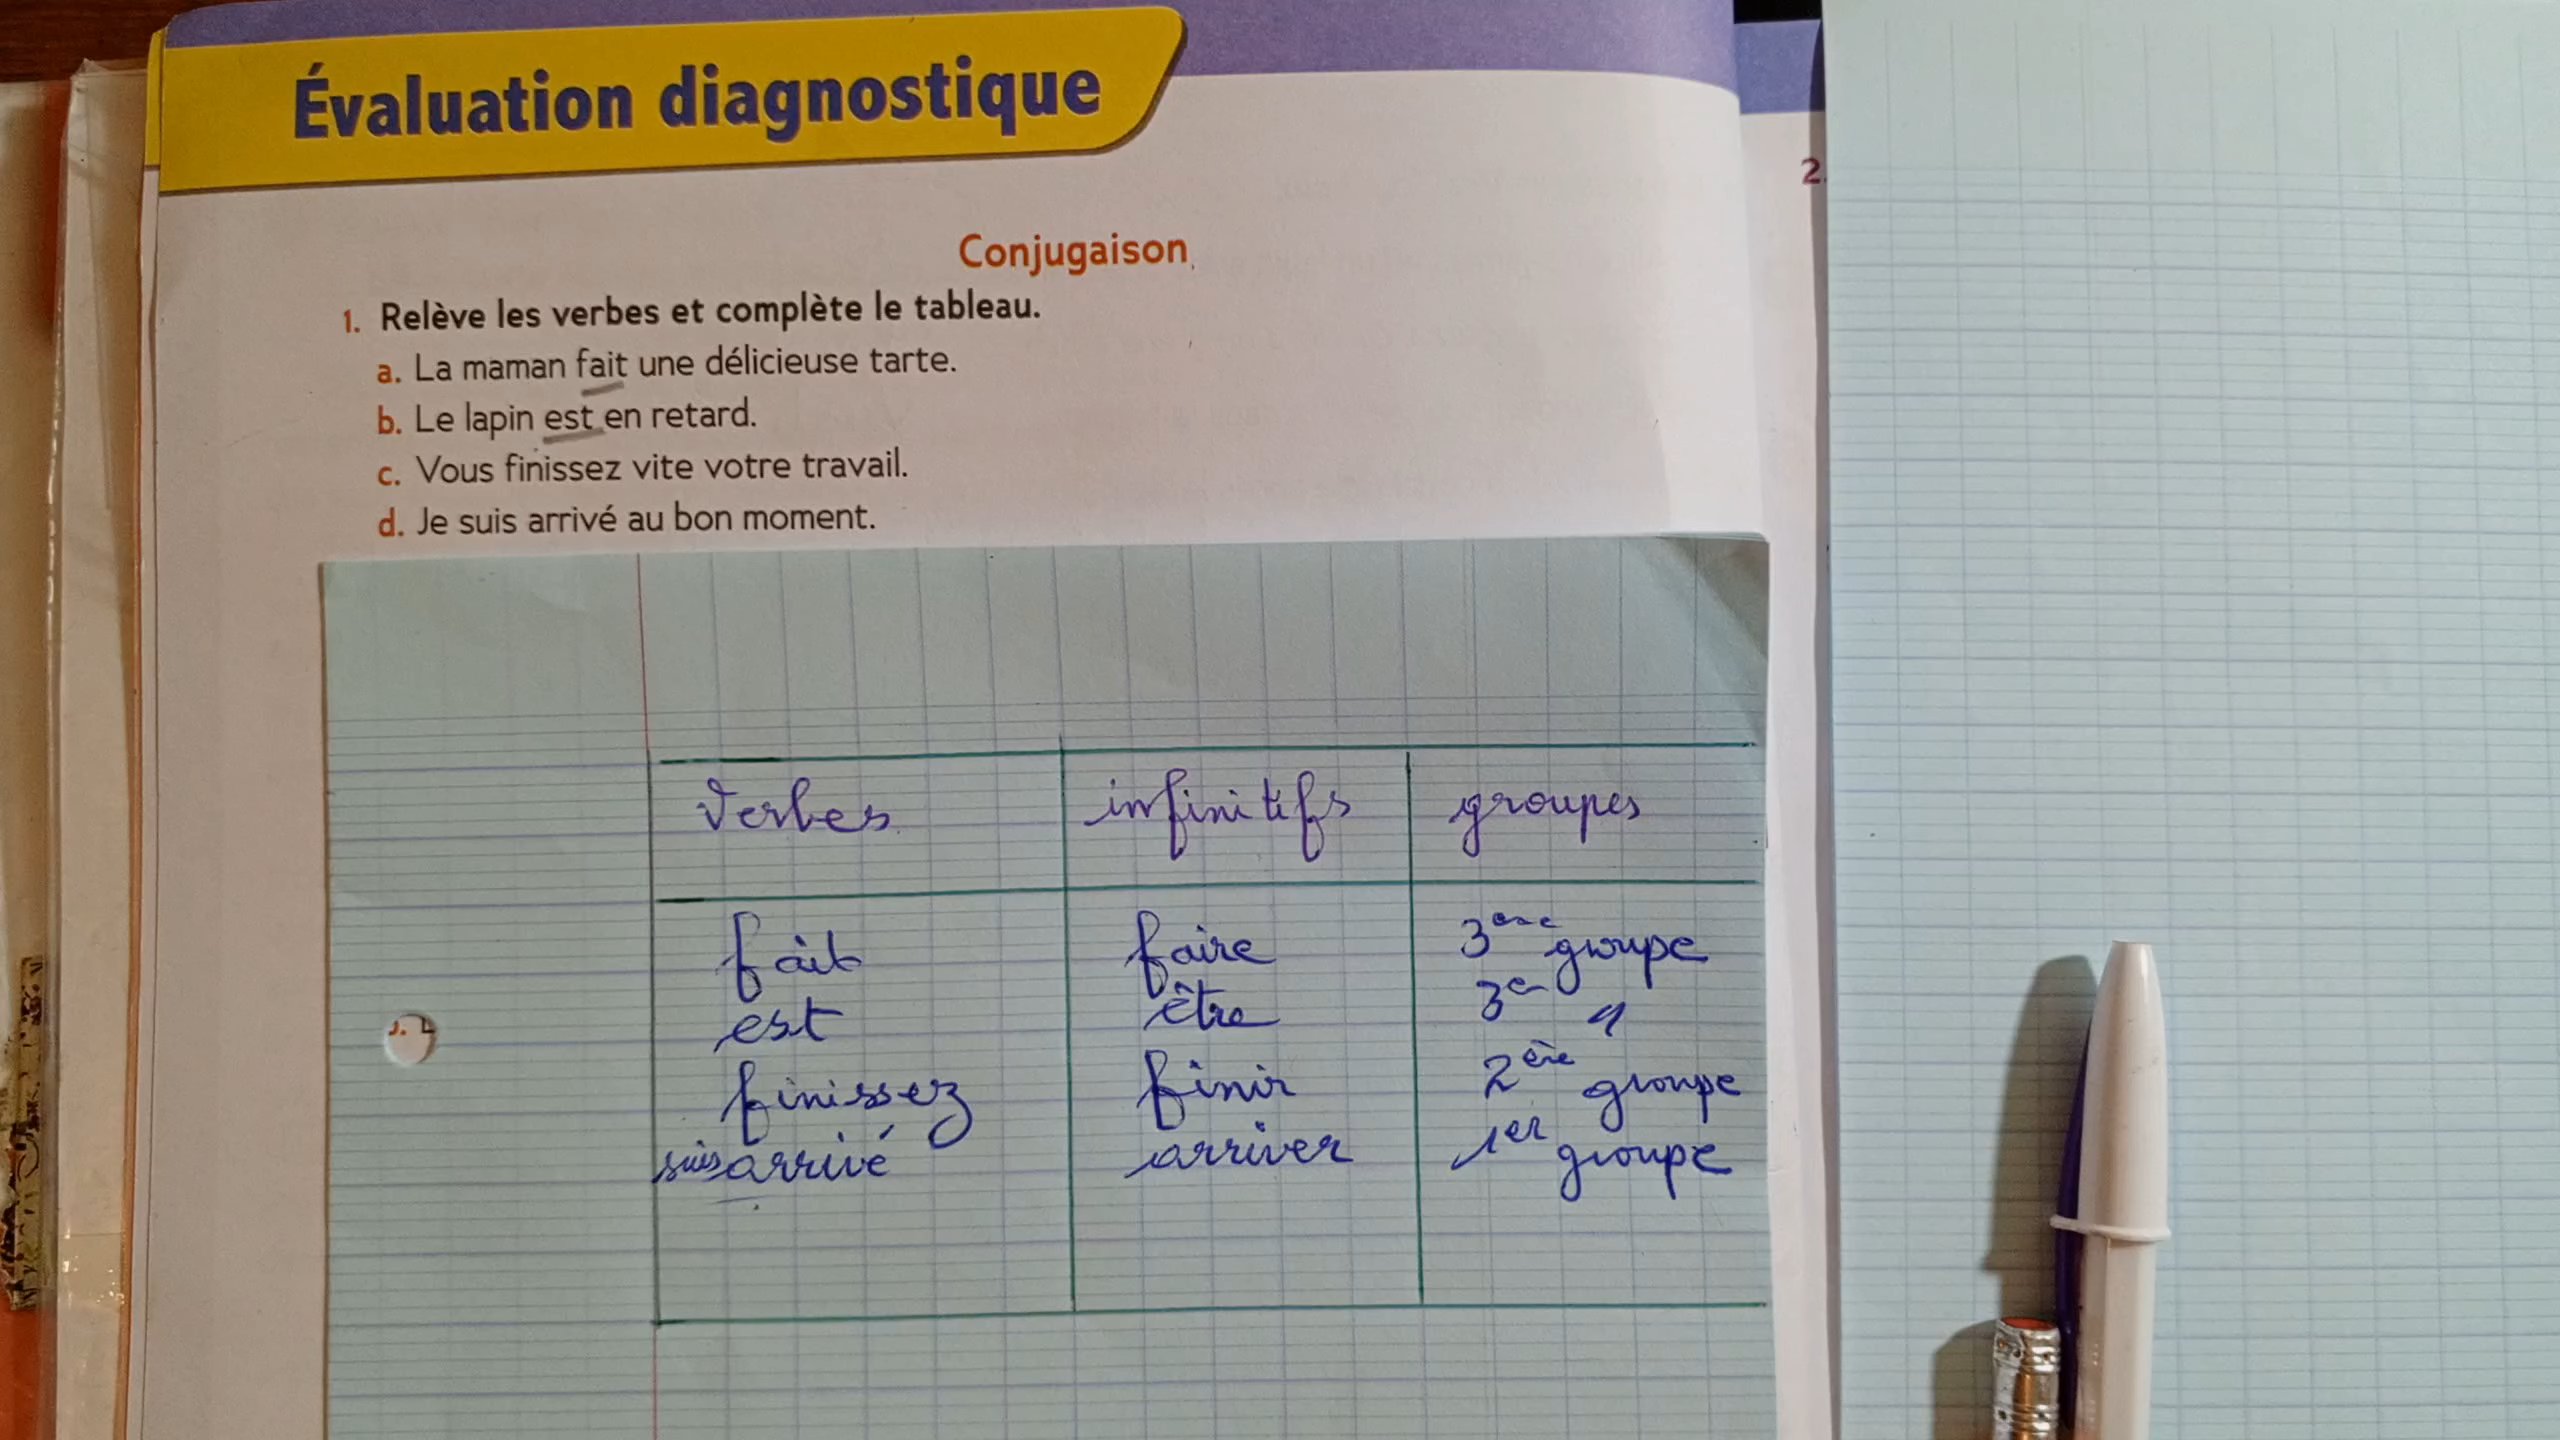 Évaluation diagnostique
2.
Conjugaison
1. Relève les verbes et complète le tableau.
a. La maman fait une délicieuse tarte.
b. Le lapin est en retard.
c. Vous finissez vite votre travail.
d. Je suis arrivé au bon moment.
Verbes infinitifs groupes
fait faire 3ème groupe
est être 3e
finissez finir 2ère groupe
suis arrivé arriver 1er groupe